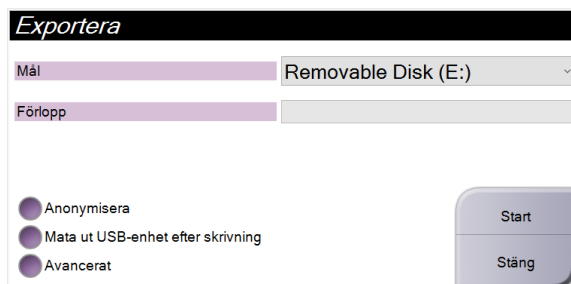 Exportera
Mål
Removable Disk (E:)
Förlopp
Anonymisera
Mata ut USB-enhet efter skrivning
Avancerat
Start
Stäng